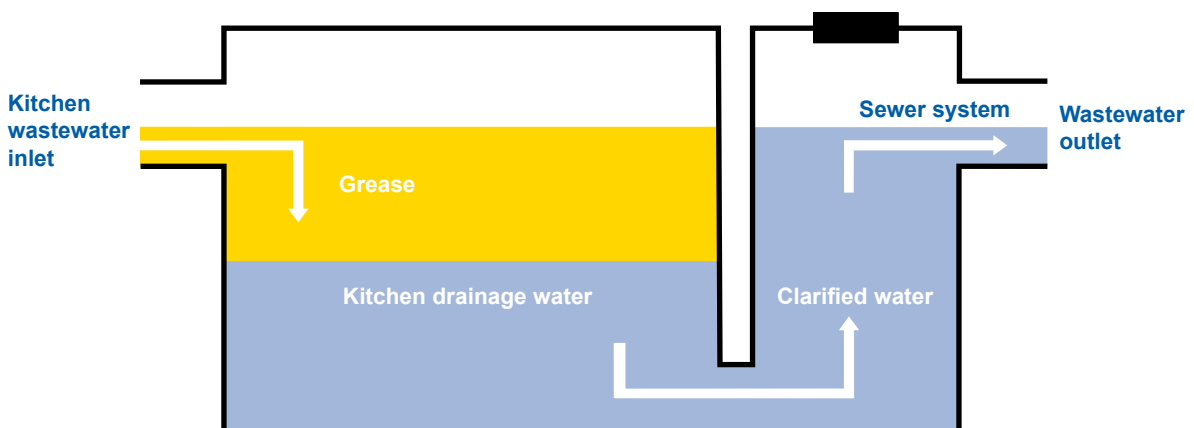 Kitchen
wastewater
inlet
Grease
Kitchen drainage water
Clarified water
Sewer system
Wastewater
outlet